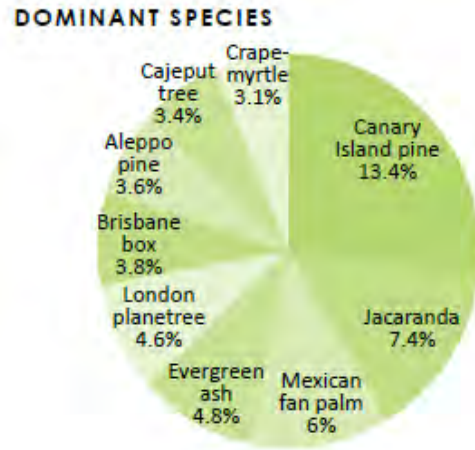 DOMINANT SPECIES
Crape-
myrtle
3.1%
Canary
Island pine
13.4%
Jacaranda
7.4%
Mexican
fan palm
6%
Evergreen
ash
4.8%
London
planetree
4.6%
Brisbane
box
3.8%
Aleppo
pine
3.6%
Cajeput
tree
3.4%